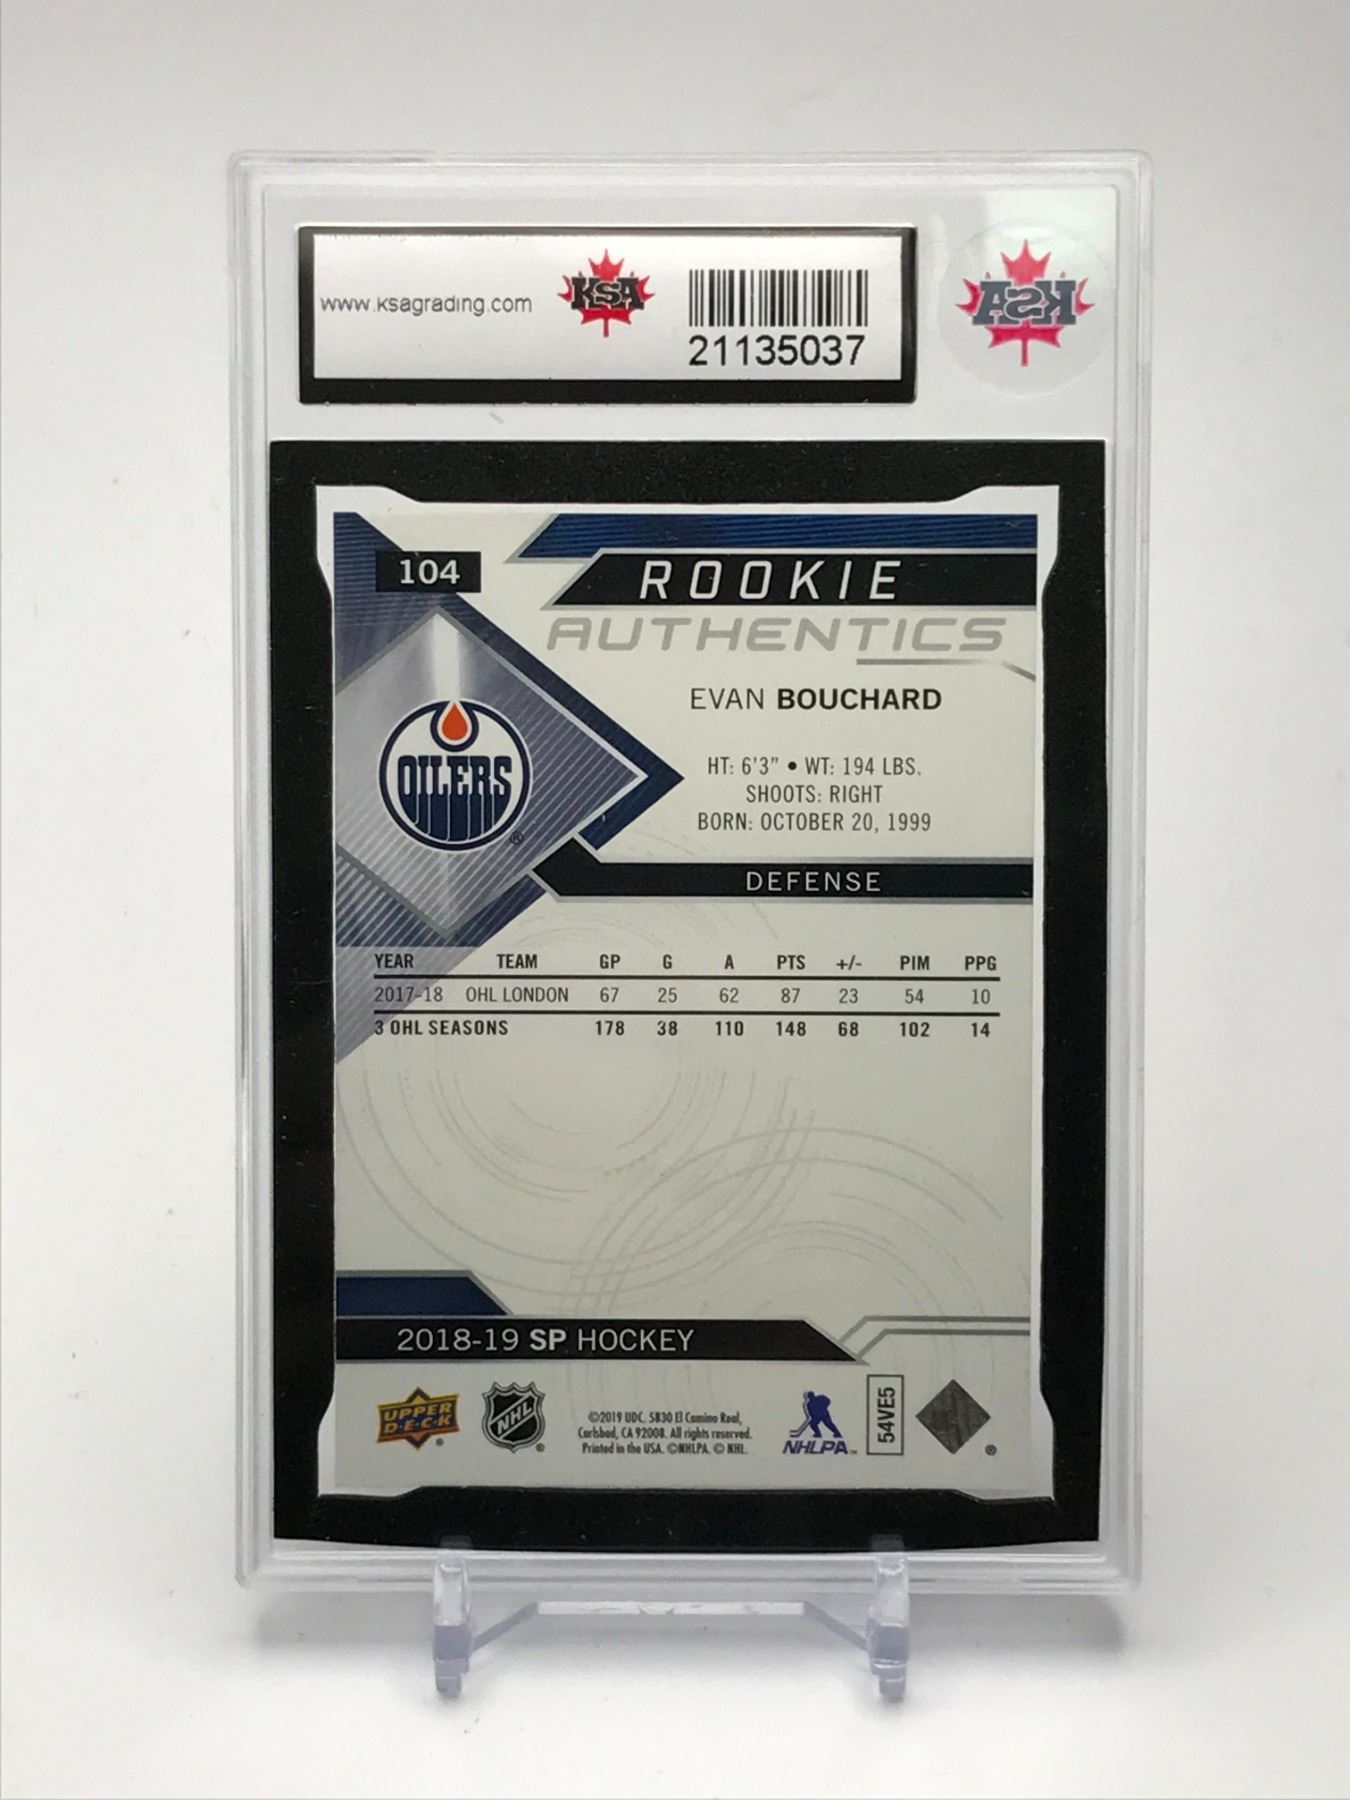 www.ksagrading.com
KSA
21135037
KSA
104
ROOKIE
AUTHENTICS
EVAN BOUCHARD
OILERS
®
HT: 6'3" • WT: 194 LBS.
SHOOTS: RIGHT
BORN: OCTOBER 20, 1999
DEFENSE
YEAR TEAM GP G A PTS +/- PIM PPG
2017-18 OHL LONDON 67 25 62 87 23 54 10
3 OHL SEASONS 178 38 110 148 68 102 14
2018-19 SP HOCKEY
UPPER
D·E·C·K
®
NHL
®
©2019 UDC, 5830 El Camino Real,
Carlsbad, CA 92008. All rights reserved.
Printed in the USA. ©NHLPA. © NHL.
NHLPA™
54VE5
®